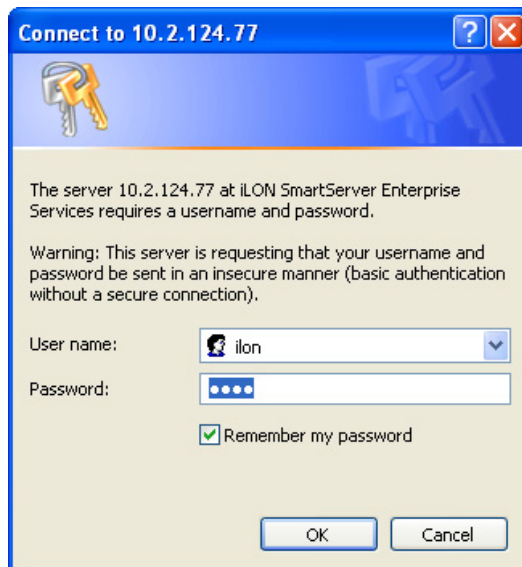 Connect to 10.2.124.77
The server 10.2.124.77 at iLON SmartServer Enterprise
Services requires a username and password.
Warning: This server is requesting that your username and
password be sent in an insecure manner (basic authentication
without a secure connection).
User name: ilon
Password: ●●●●
Remember my password
OK Cancel